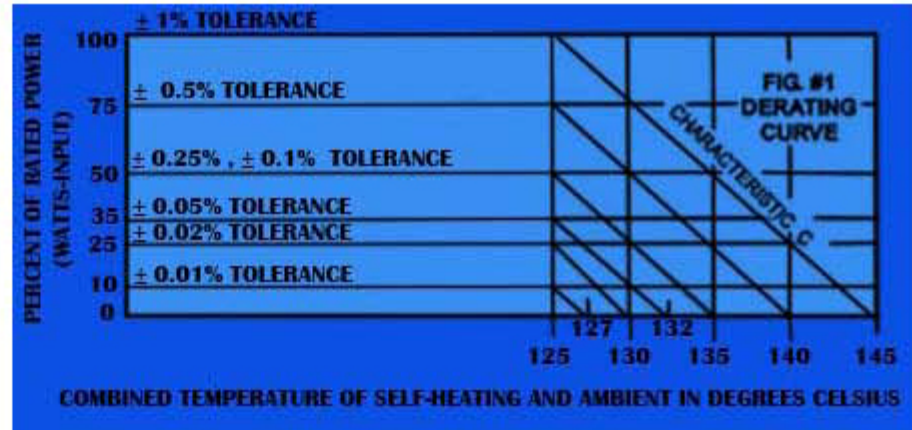 ± 1% TOLERANCE
100
± 0.5% TOLERANCE
75
± 0.25% , ± 0.1% TOLERANCE
50
± 0.05% TOLERANCE
35
± 0.02% TOLERANCE
25
± 0.01% TOLERANCE
10
0
PERCENT OF RATED POWER
(WATTS-INPUT)
FIG. #1
DERATING
CURVE
CHARACTERISTIC, C
127 132
125 130 135 140 145
COMBINED TEMPERATURE OF SELF-HEATING AND AMBIENT IN DEGREES CELSIUS